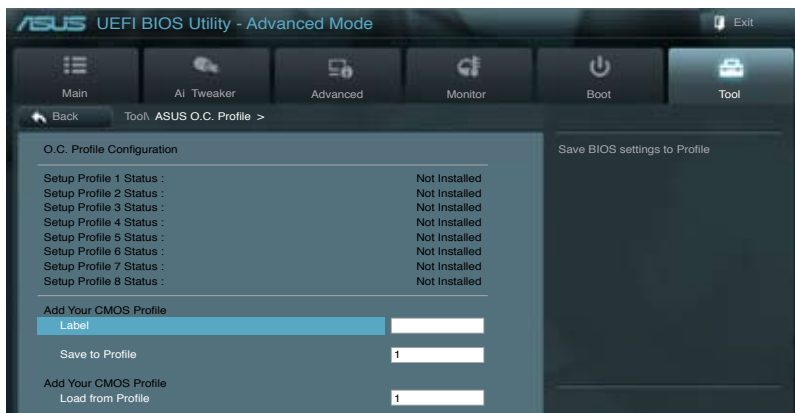 ASUS UEFI BIOS Utility - Advanced Mode
Exit
Main
Ai Tweaker
Advanced
Monitor
Boot
Tool
Back
Tool\ ASUS O.C. Profile >
O.C. Profile Configuration
Save BIOS settings to Profile
Setup Profile 1 Status : Not Installed
Setup Profile 2 Status : Not Installed
Setup Profile 3 Status : Not Installed
Setup Profile 4 Status : Not Installed
Setup Profile 5 Status : Not Installed
Setup Profile 6 Status : Not Installed
Setup Profile 7 Status : Not Installed
Setup Profile 8 Status : Not Installed
Add Your CMOS Profile
Label
Save to Profile 1
Add Your CMOS Profile
Load from Profile 1